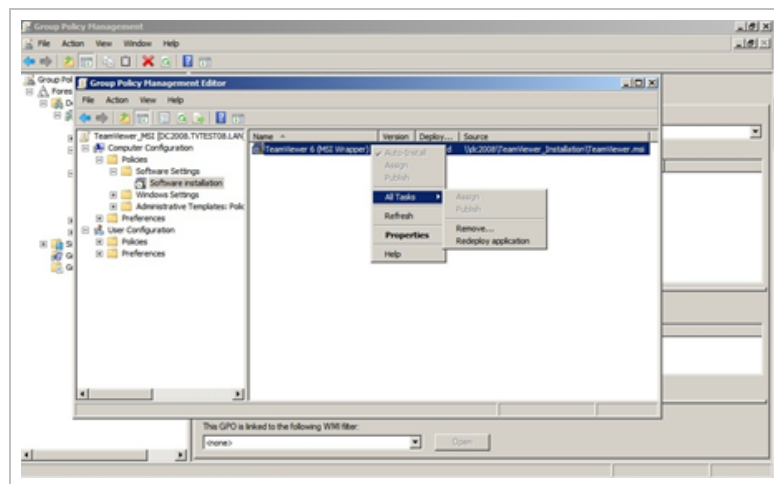 Group Policy Management
File Action View Window Help
Group Pol
Fores
Group Policy Management Editor
File Action View Help
TeamViewer_MSI [DC2008.TVTEST08.LAN
Computer Configuration
Policies
Software Settings
Software installation
Windows Settings
Administrative Templates: Polic
Preferences
User Configuration
Policies
Preferences
Name Version Deploy... Source
TeamViewer 6 (MSI Wrapper) d \\dc2008\TeamViewer_Installation\TeamViewer.msi
Auto-Install
Assign
Publish
All Tasks
Refresh
Properties
Help
Assign
Publish
Remove...
Redeploy application
This GPO is linked to the following WMI filter:
<none>
Open